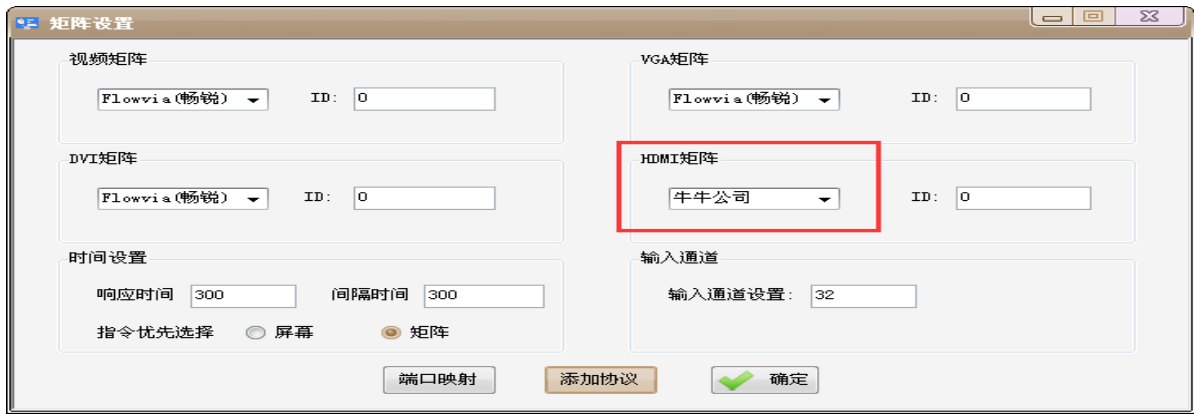 矩阵设置
视频矩阵
Flowvia(畅锐) ID: 0
VGA矩阵
Flowvia(畅锐) ID: 0
DVI矩阵
Flowvia(畅锐) ID: 0
HDMI矩阵
牛牛公司 ID: 0
时间设置
响应时间 300 间隔时间 300
指令优先选择 屏幕 矩阵
输入通道
输入通道设置: 32
端口映射 添加协议 确定